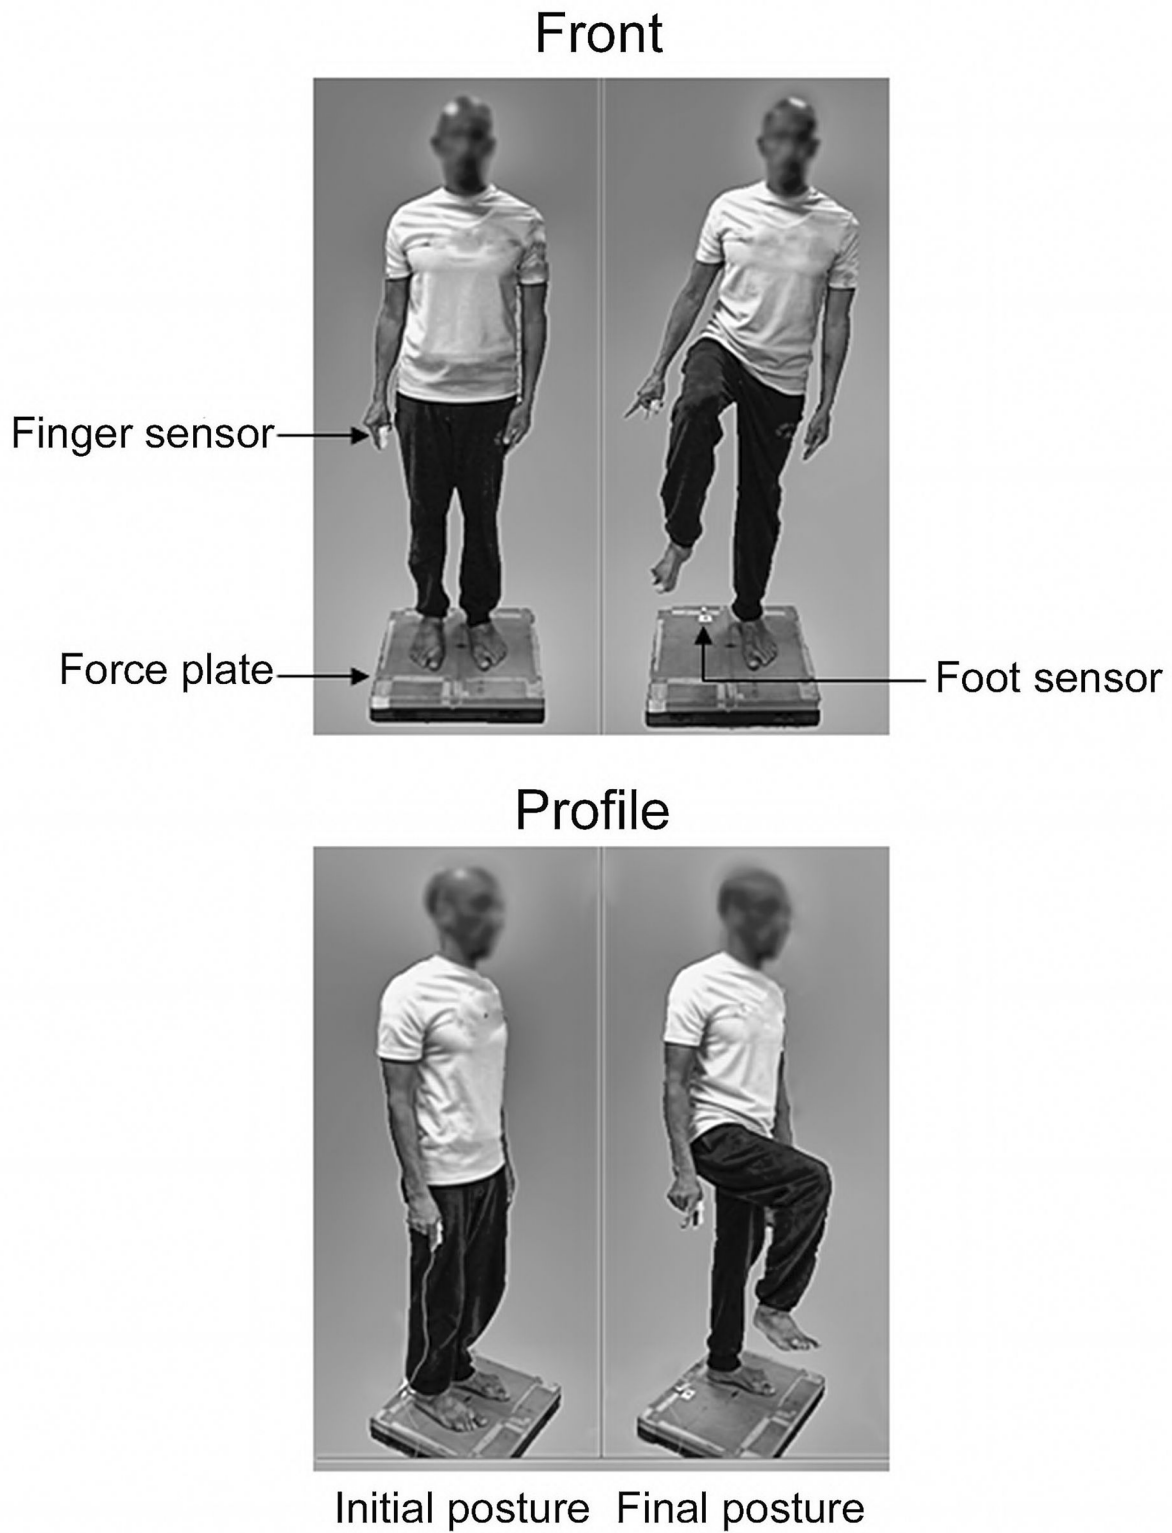 Front
Finger sensor
Force plate
Foot sensor
Profile
Initial posture
Final posture